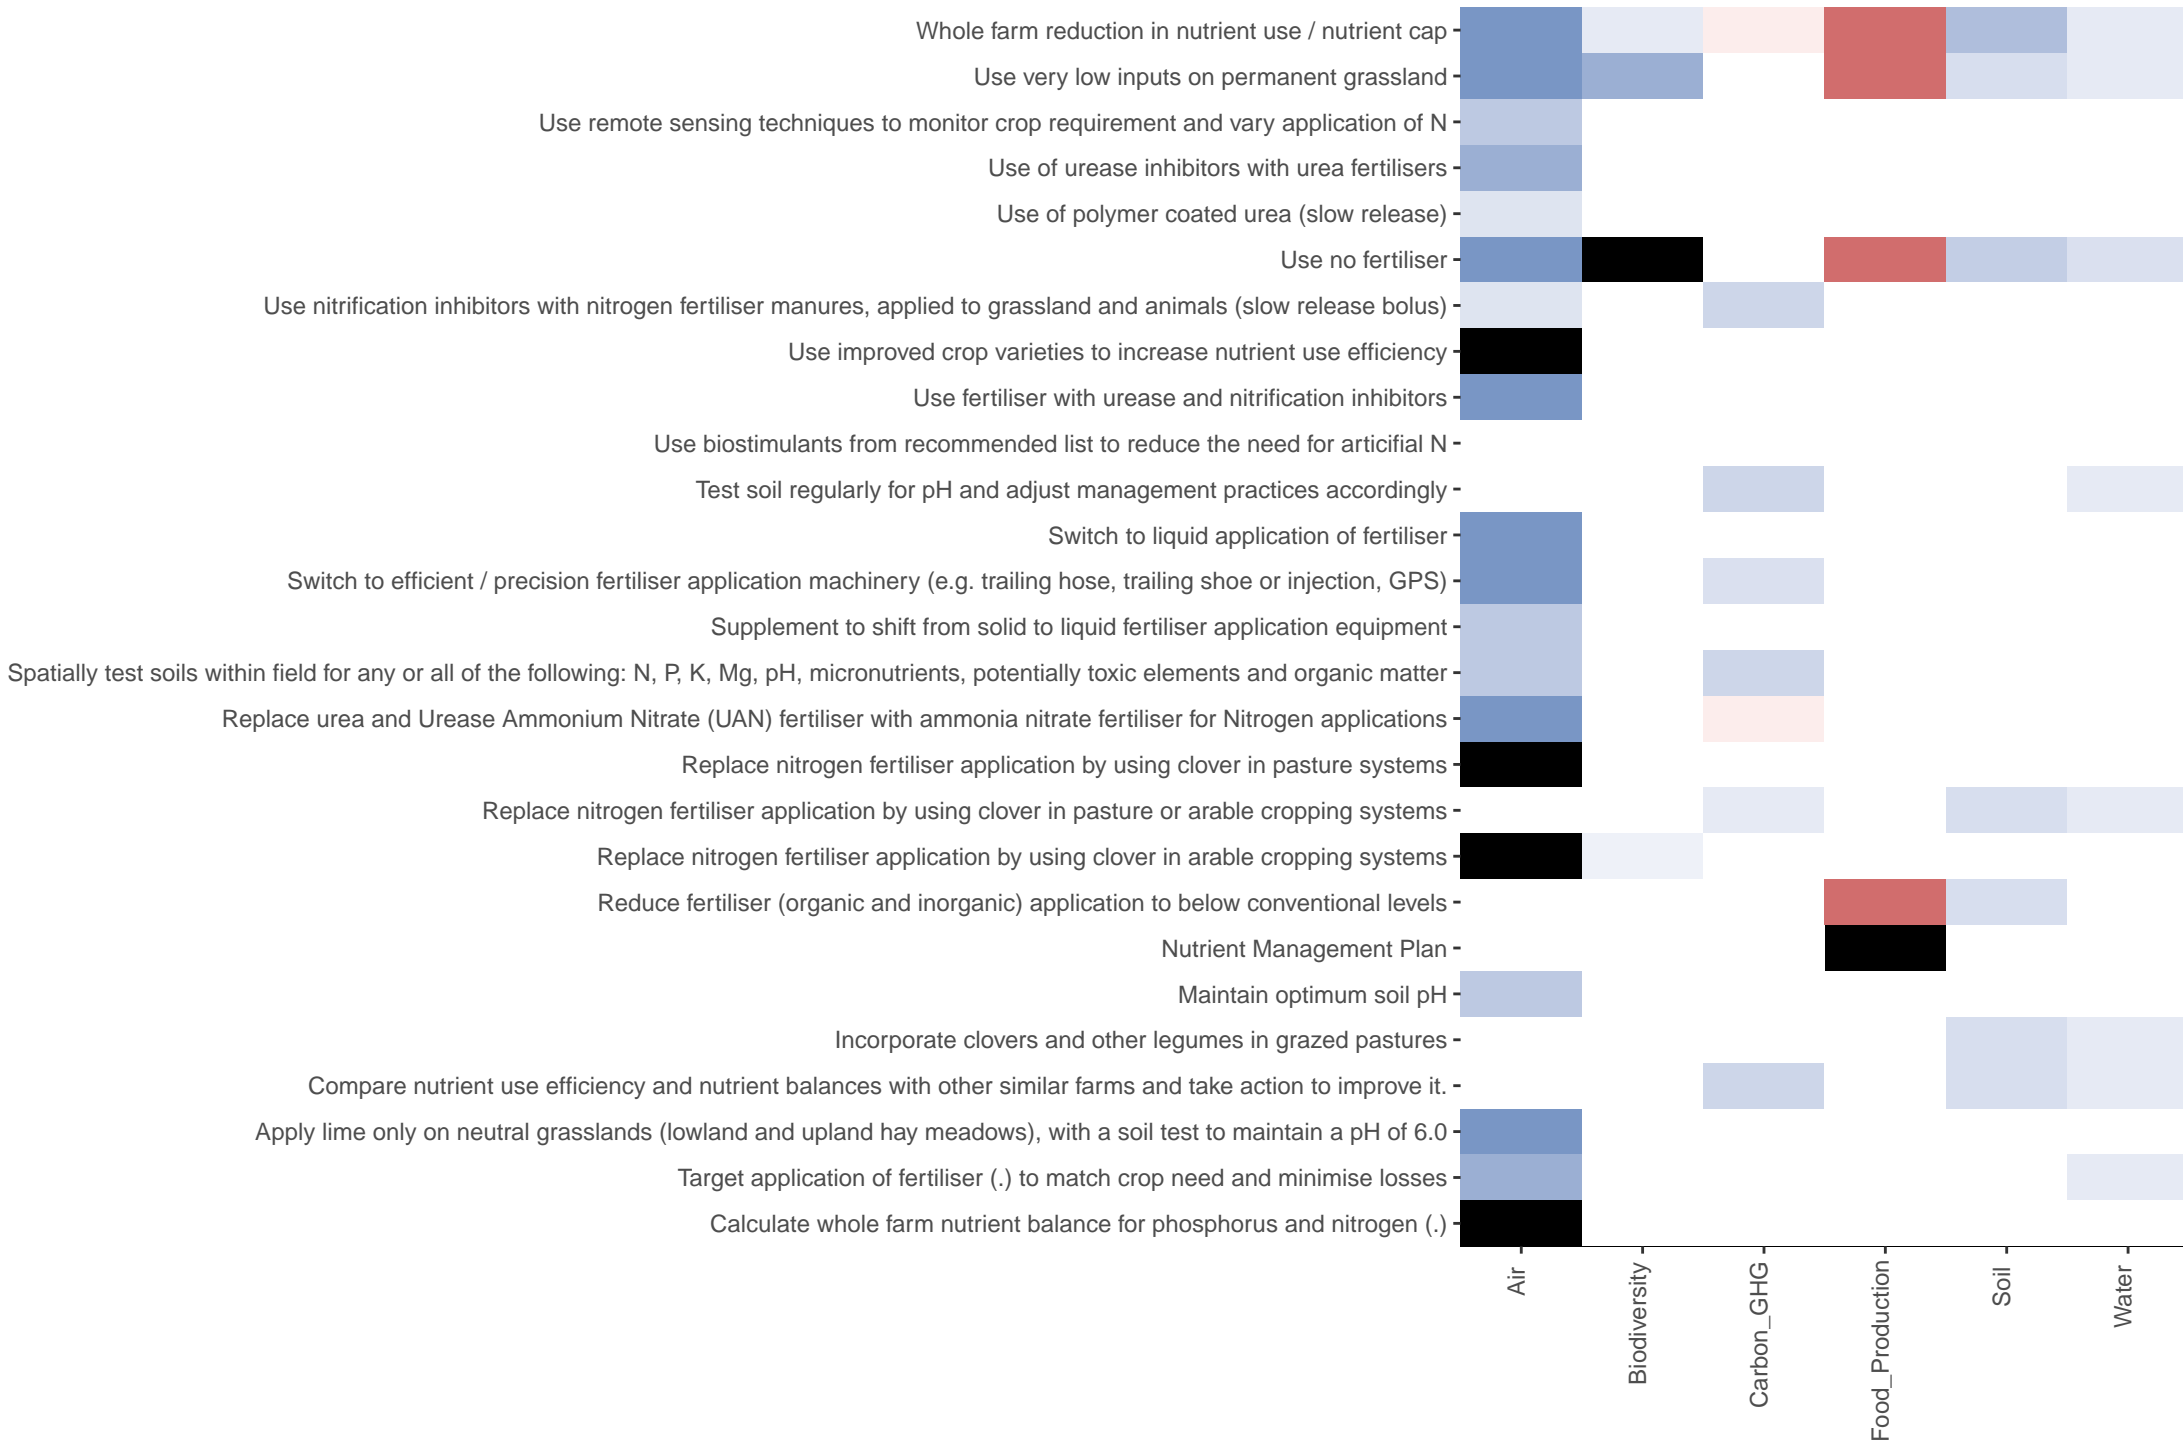 Whole farm reduction in nutrient use / nutrient cap
Use very low inputs on permanent grassland
Use remote sensing techniques to monitor crop requirement and vary application of N
Use of urease inhibitors with urea fertilisers
Use of polymer coated urea (slow release)
Use no fertiliser
Use nitrification inhibitors with nitrogen fertiliser manures, applied to grassland and animals (slow release bolus)
Use improved crop varieties to increase nutrient use efficiency
Use fertiliser with urease and nitrification inhibitors
Use biostimulants from recommended list to reduce the need for articifial N
Test soil regularly for pH and adjust management practices accordingly
Switch to liquid application of fertiliser
Switch to efficient / precision fertiliser application machinery (e.g. trailing hose, trailing shoe or injection, GPS)
Supplement to shift from solid to liquid fertiliser application equipment
Spatially test soils within field for any or all of the following: N, P, K, Mg, pH, micronutrients, potentially toxic elements and organic matter
Replace urea and Urease Ammonium Nitrate (UAN) fertiliser with ammonia nitrate fertiliser for Nitrogen applications
Replace nitrogen fertiliser application by using clover in pasture systems
Replace nitrogen fertiliser application by using clover in pasture or arable cropping systems
Replace nitrogen fertiliser application by using clover in arable cropping systems
Reduce fertiliser (organic and inorganic) application to below conventional levels
Nutrient Management Plan
Maintain optimum soil pH
Incorporate clovers and other legumes in grazed pastures
Compare nutrient use efficiency and nutrient balances with other similar farms and take action to improve it.
Apply lime only on neutral grasslands (lowland and upland hay meadows), with a soil test to maintain a pH of 6.0
Target application of fertiliser (.) to match crop need and minimise losses
Calculate whole farm nutrient balance for phosphorus and nitrogen (.)
Air
Biodiversity
Carbon_GHG
Food_Production
Soil
Water